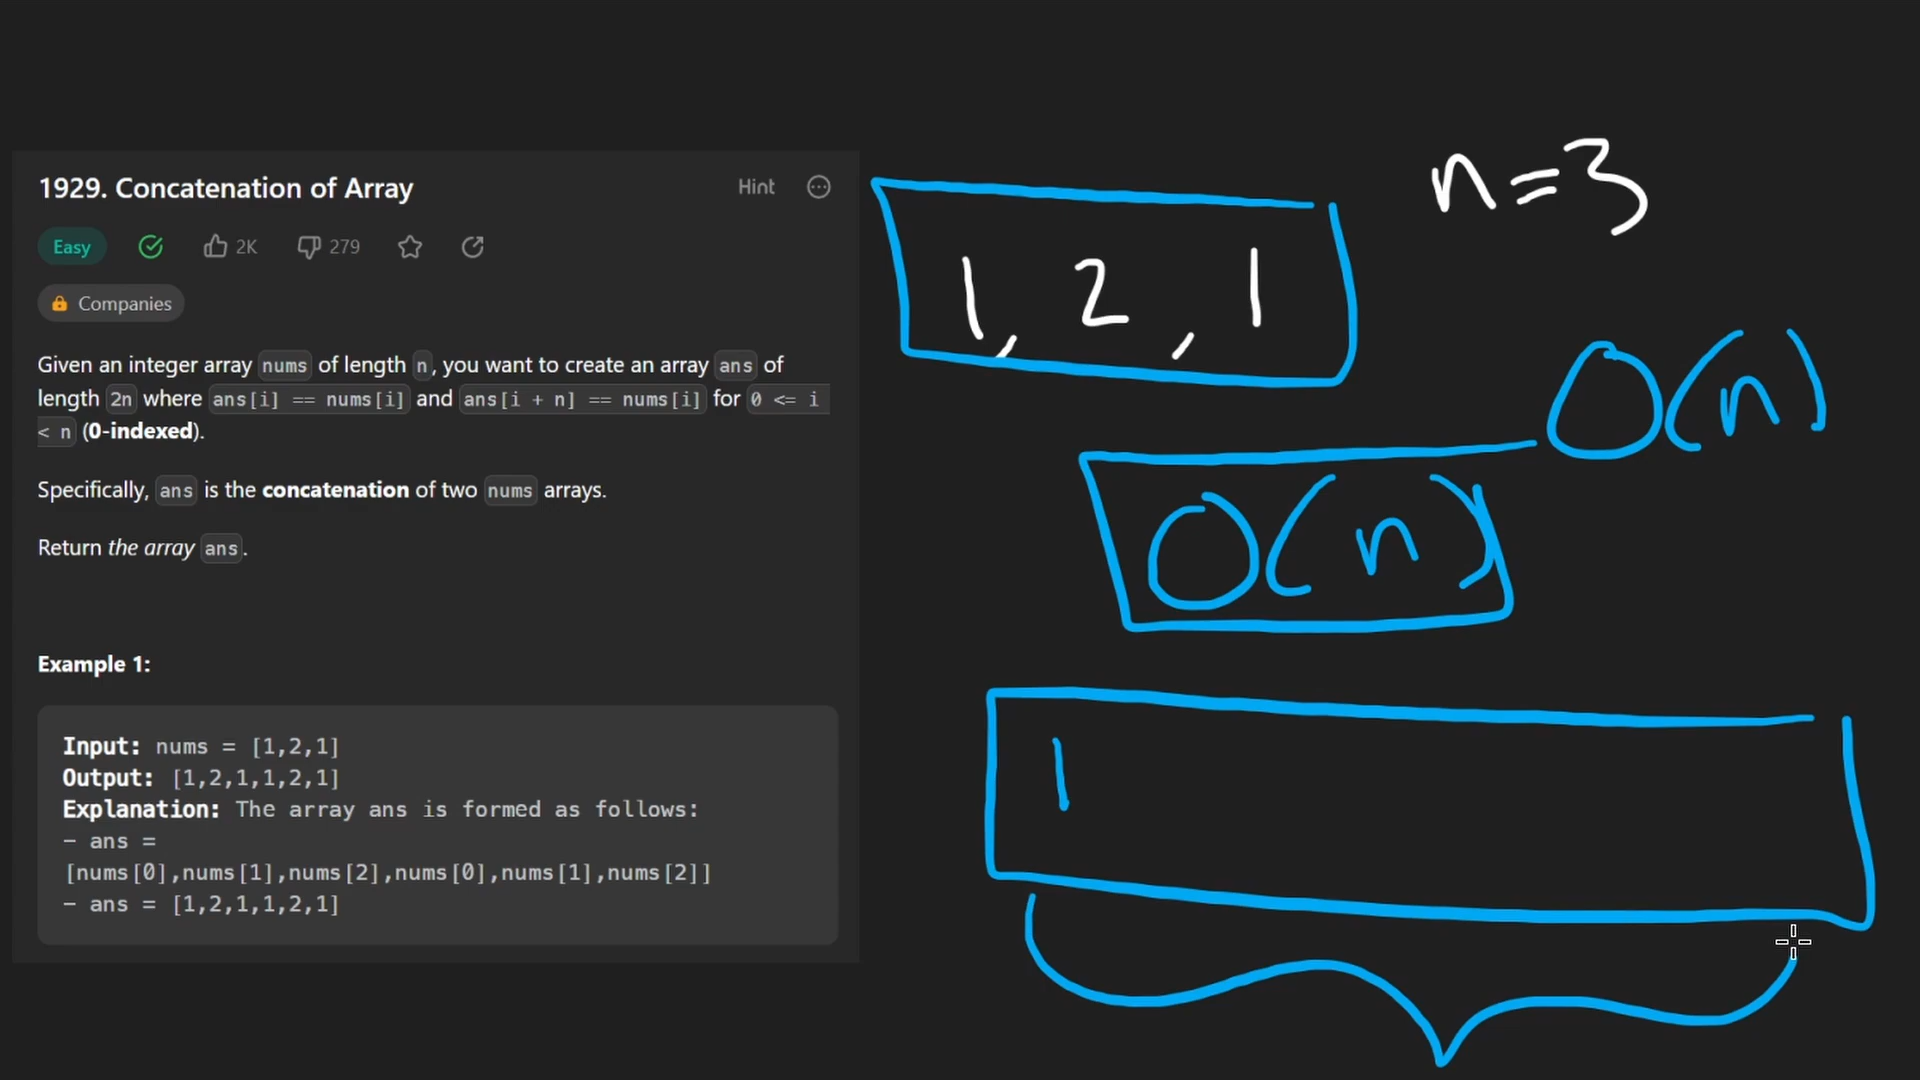 1929. Concatenation of Array
Hint
Easy
2K
279
Companies
Given an integer array nums of length n, you want to create an array ans of
length 2n where ans[i] == nums[i] and ans[i + n] == nums[i] for 0 <= i
< n (0-indexed).
Specifically, ans is the concatenation of two nums arrays.
Return the array ans.
Example 1:
Input: nums = [1,2,1]
Output: [1,2,1,1,2,1]
Explanation: The array ans is formed as follows:
- ans =
[nums[0],nums[1],nums[2],nums[0],nums[1],nums[2]]
- ans = [1,2,1,1,2,1]
n=3
1, 2, 1
O(n)
O(n)
1